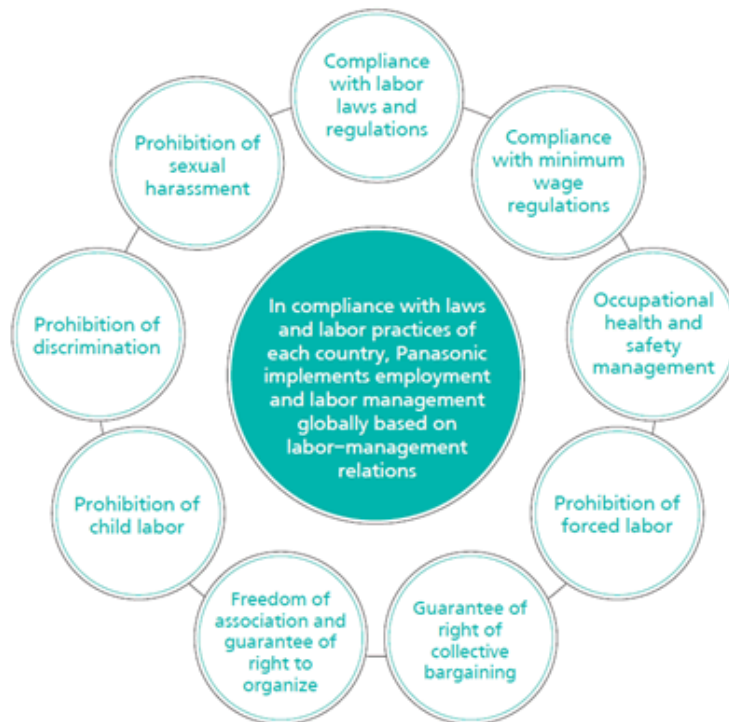 Compliance
with labor
laws and
regulations
Compliance
with minimum
wage
regulations
Occupational
health and
safety
management
Prohibition of
forced labor
Guarantee of
right of
collective
bargaining
Freedom of
association and
guarantee of
right to
organize
Prohibition of
child labor
Prohibition of
discrimination
Prohibition of
sexual
harassment
In compliance with laws
and labor practices of
each country, Panasonic
implements employment
and labor management
globally based on
labor-management
relations